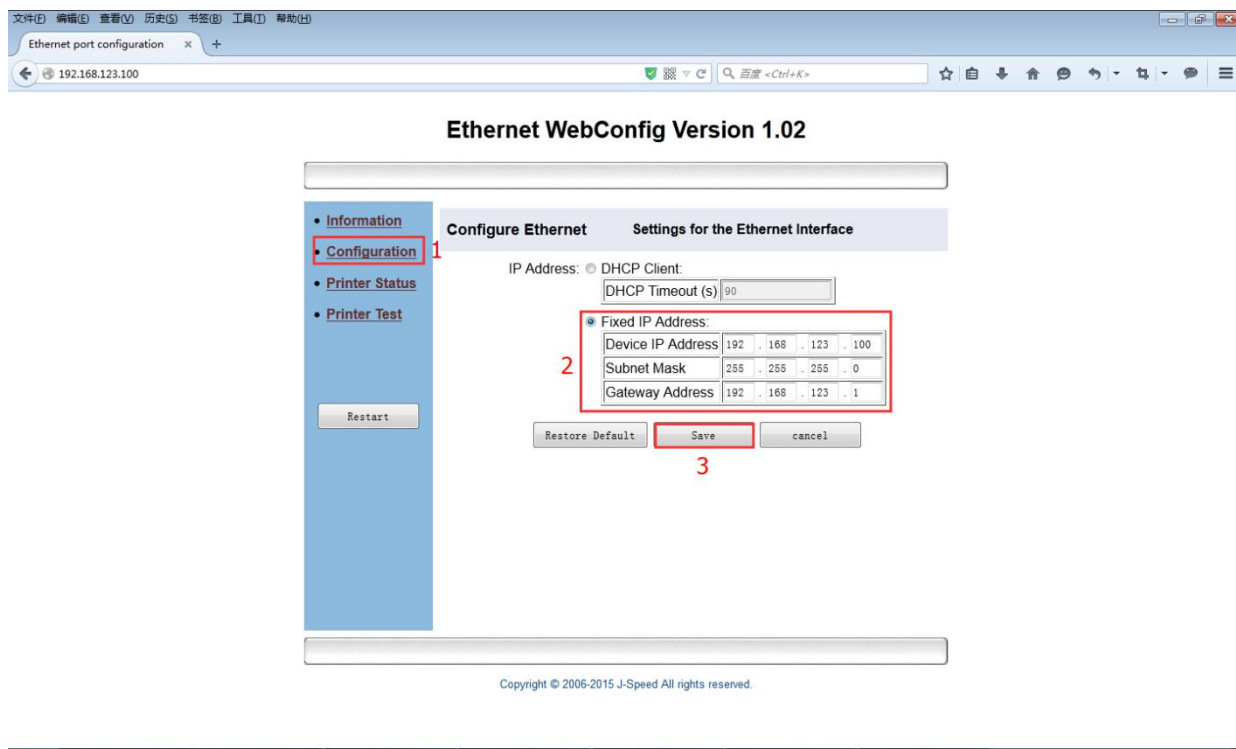 文件(F) 编辑(E) 查看(V) 历史(S) 书签(B) 工具(T) 帮助(H)
Ethernet port configuration × +
192.168.123.100 百度 <Ctrl+K>
Ethernet WebConfig Version 1.02
• Information
Configure Ethernet Settings for the Ethernet Interface
• Configuration 1
IP Address: DHCP Client:
• Printer Status
DHCP Timeout (s) 90
• Printer Test
Fixed IP Address:
Device IP Address 192 . 168 . 123 . 100
2 Subnet Mask 255 . 255 . 255 . 0
Gateway Address 192 . 168 . 123 . 1
Restart
Restore Default Save cancel
3
Copyright © 2006-2015 J-Speed All rights reserved.